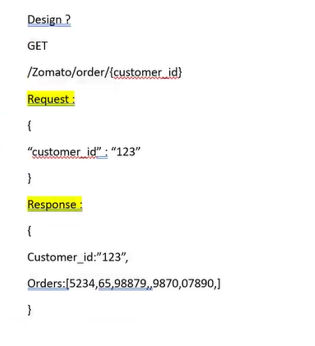 Design ?
GET
/Zomato/order/{customer_id}
Request :
{
“customer_id” : “123”
}
Response :
{
Customer_id:”123”,
Orders:[5234,65,98879,,9870,07890,]
}